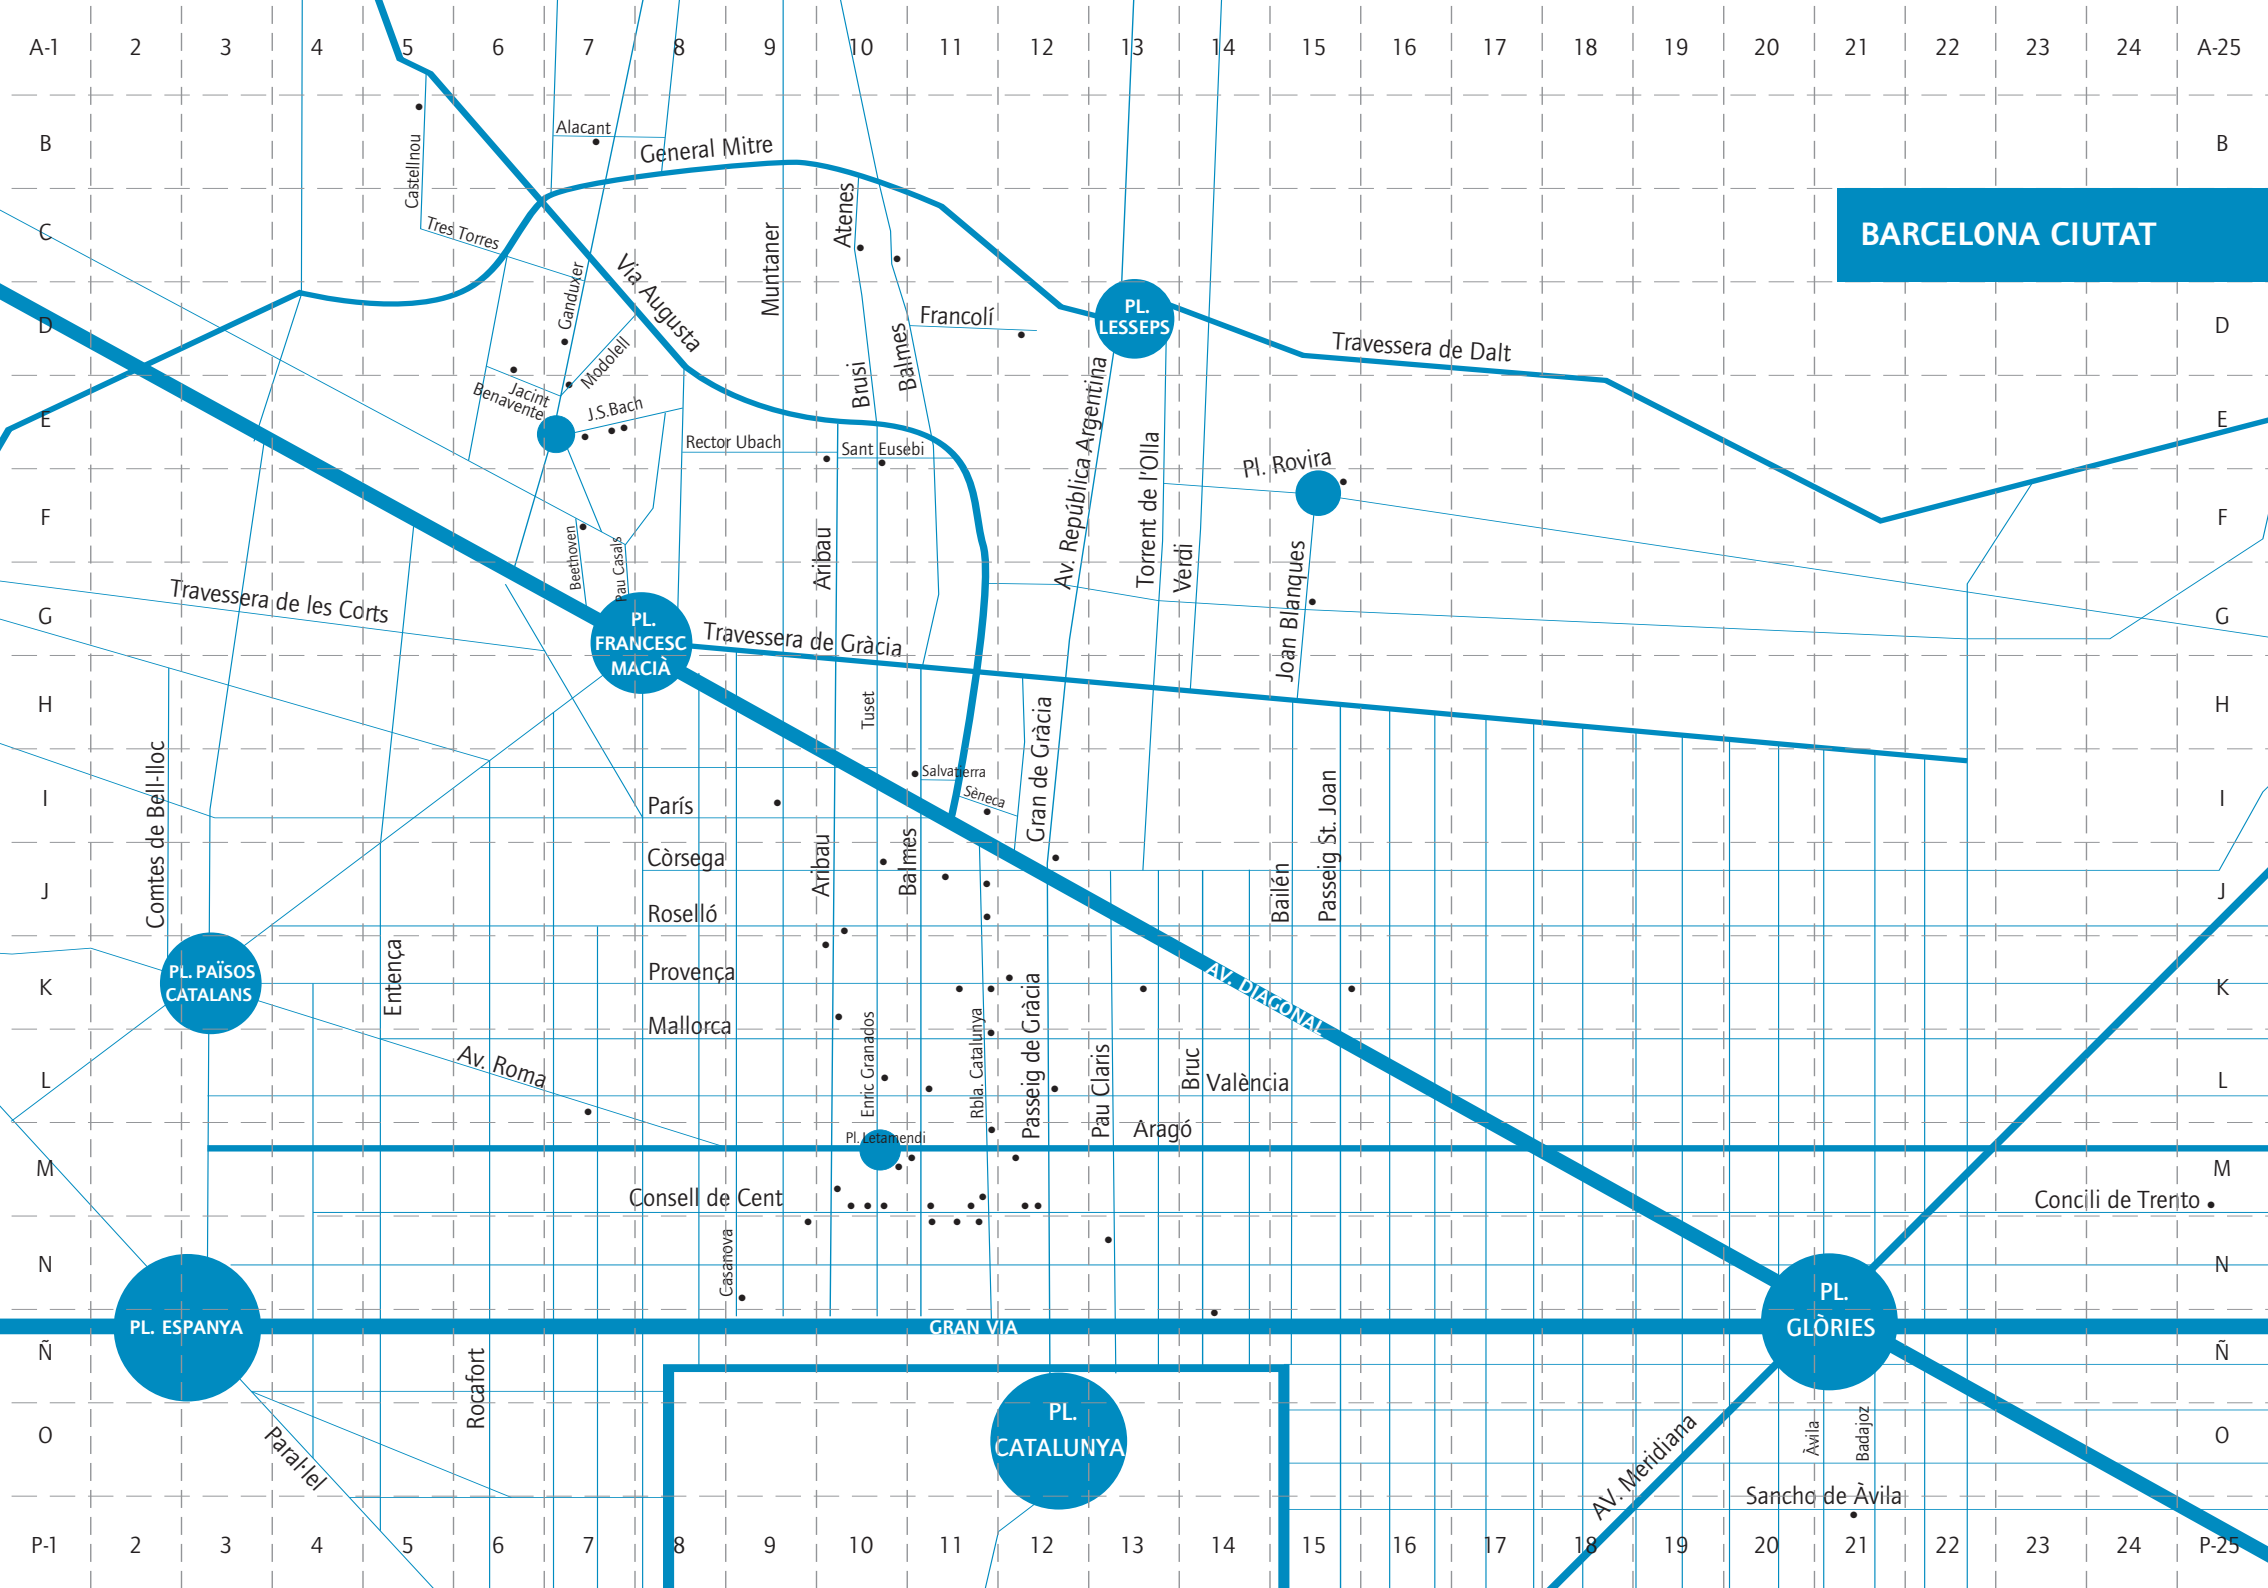 A-1 2 3 4 5 6 7 8 9 10 11 12 13 14 15 16 17 18 19 20 21 22 23 24 A-25
Alacant
B
General Mitre
B
Castellnou
BARCELONA CIUTAT
C
Tres Torres
Muntaner
Atenes
Via Augusta
Ganduxer
D
Francolí
PL.
LESSEPS
D
Travessera de Dalt
Modolell
Brusi
Balmes
Av. República Argentina
Jacint
Benavente
J.S.Bach
E
E
Rector Ubach
Sant Eusebi
Pl. Rovira
Torrent de l'Olla
F
F
Beethoven
Pau Casals
Aribau
Verdi
Joan Blanques
Travessera de les Corts
G
G
PL.
FRANCESC
MACIÀ
Travessera de Gràcia
H
H
Tuset
Gran de Gràcia
Comtes de Bell-lloc
Salvatierra
Sèneca
I
I
París
Passeig St. Joan
Còrsega
Aribau
Balmes
Bailén
J
J
Roselló
Entença
PL. PAÏSOS
CATALANS
Provença
AV. DIAGONAL
K
K
Mallorca
Enric Granados
Rbla. Catalunya
Passeig de Gràcia
Av. Roma
Pau Claris
Bruc
València
L
L
Pl. Letamendi
Aragó
M
M
Consell de Cent
Concili de Trento
Casanova
N
N
PL. ESPANYA
GRAN VIA
PL.
GLÒRIES
Ñ
Ñ
Rocafort
PL.
CATALUNYA
Paral·lel
AV. Meridiana
Àvila
Badajoz
O
O
Sancho de Àvila
P-1 2 3 4 5 6 7 8 9 10 11 12 13 14 15 16 17 18 19 20 21 22 23 24 P-25